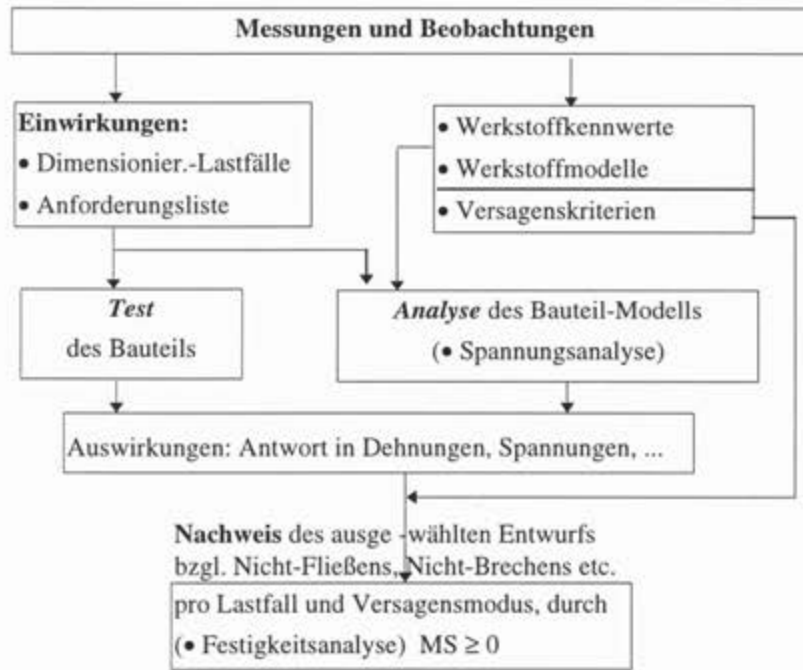 Messungen und Beobachtungen
Einwirkungen:
• Dimensionier.-Lastfälle
• Anforderungsliste
• Werkstoffkennwerte
• Werkstoffmodelle
• Versagenskriterien
Test
des Bauteils
Analyse des Bauteil-Modells
(• Spannungsanalyse)
Auswirkungen: Antwort in Dehnungen, Spannungen, ...
Nachweis des ausge -wählten Entwurfs
bzgl. Nicht-Fließens, Nicht-Brechens etc.
pro Lastfall und Versagensmodus, durch
(• Festigkeitsanalyse) MS ≥ 0